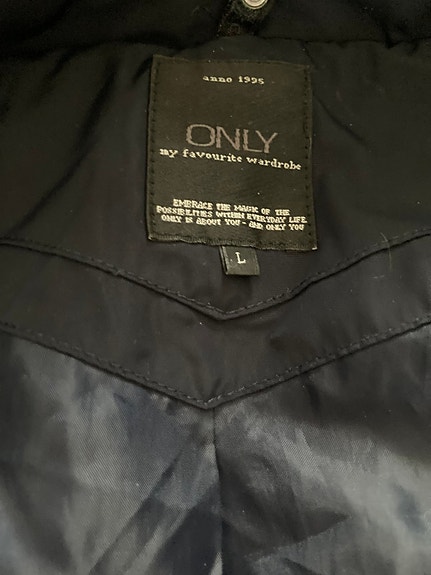 anno 1995
ONLY
my favourite wardrobe
EMBRACE THE MAGIC OF THE
POSSIBILITIES WITHIN EVERYDAY LIFE
ONLY IS ABOUT YOU - AND ONLY YOU
L